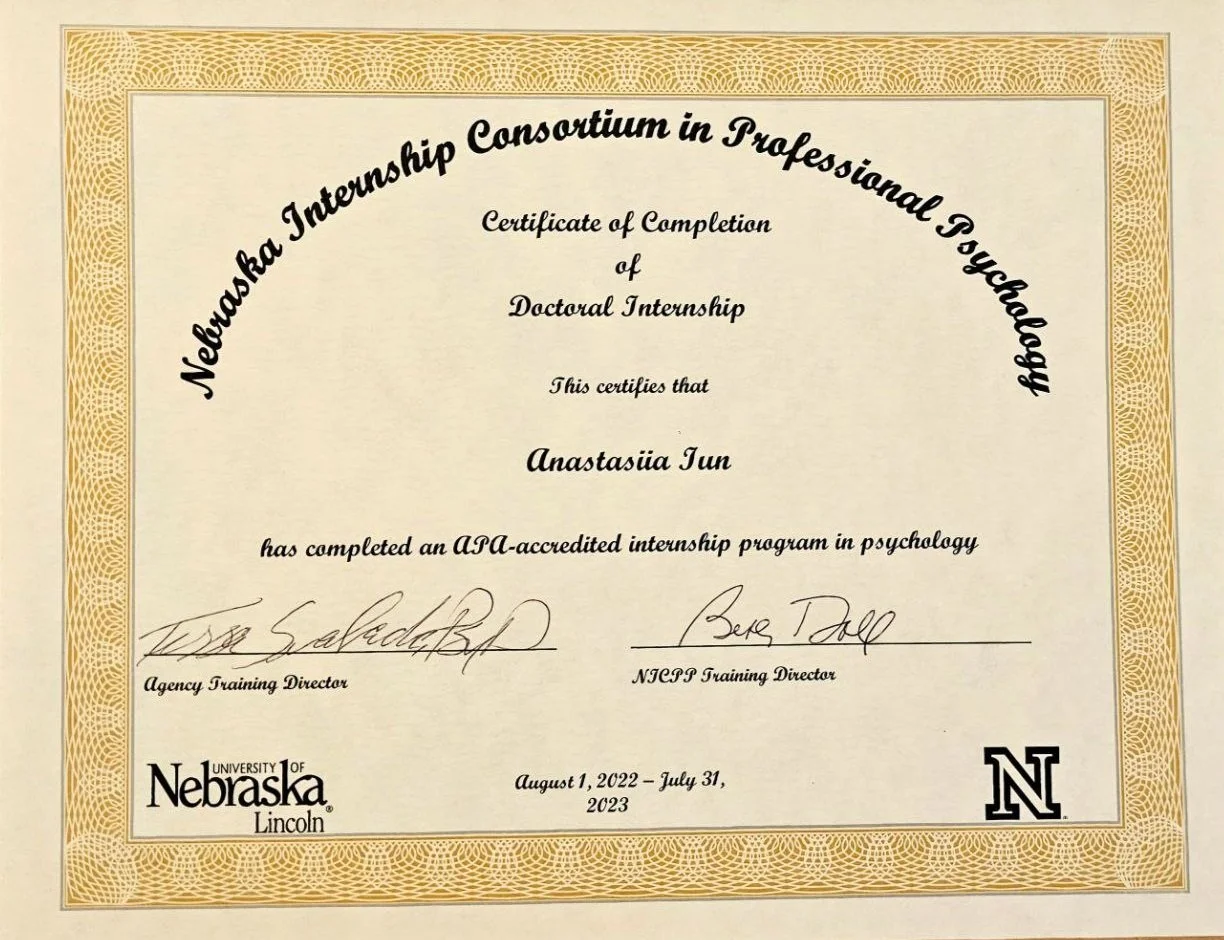 Nebraska Internship Consortium in Professional Psychology
Certificate of Completion
of
Doctoral Internship
This certifies that
Anastasiia Iun
has completed an APA-accredited internship program in psychology
Agency Training Director
NICPP Training Director
UNIVERSITY OF
Nebraska®
Lincoln
August 1, 2022 – July 31,
2023
N